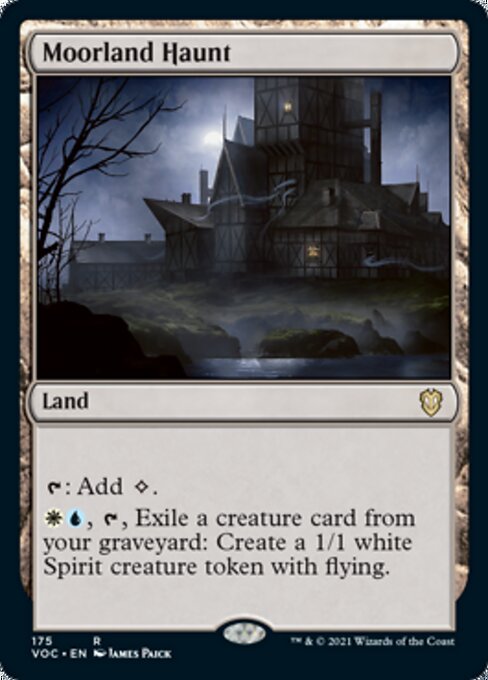 Moorland Haunt
Land
: Add .
, , Exile a creature card from
your graveyard: Create a 1/1 white
Spirit creature token with flying.
175 R
VOC • EN James Paick
™ & © 2021 Wizards of the Coast